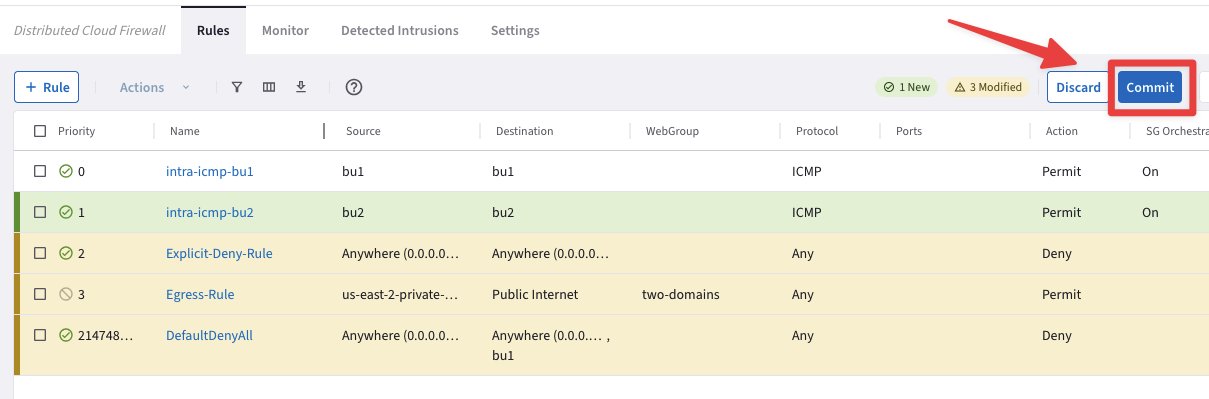 Distributed Cloud Firewall Rules Monitor Detected Intrusions Settings
+ Rule Actions 1 New 3 Modified Discard Commit
Priority Name Source Destination WebGroup Protocol Ports Action SG Orchestra
0 intra-icmp-bu1 bu1 bu1 ICMP Permit On
1 intra-icmp-bu2 bu2 bu2 ICMP Permit On
2 Explicit-Deny-Rule Anywhere (0.0.0.0… Anywhere (0.0.0.0… Any Deny
3 Egress-Rule us-east-2-private-… Public Internet two-domains Any Permit
214748… DefaultDenyAll Anywhere (0.0.0.0… Anywhere (0.0.0.… , Any Deny
bu1